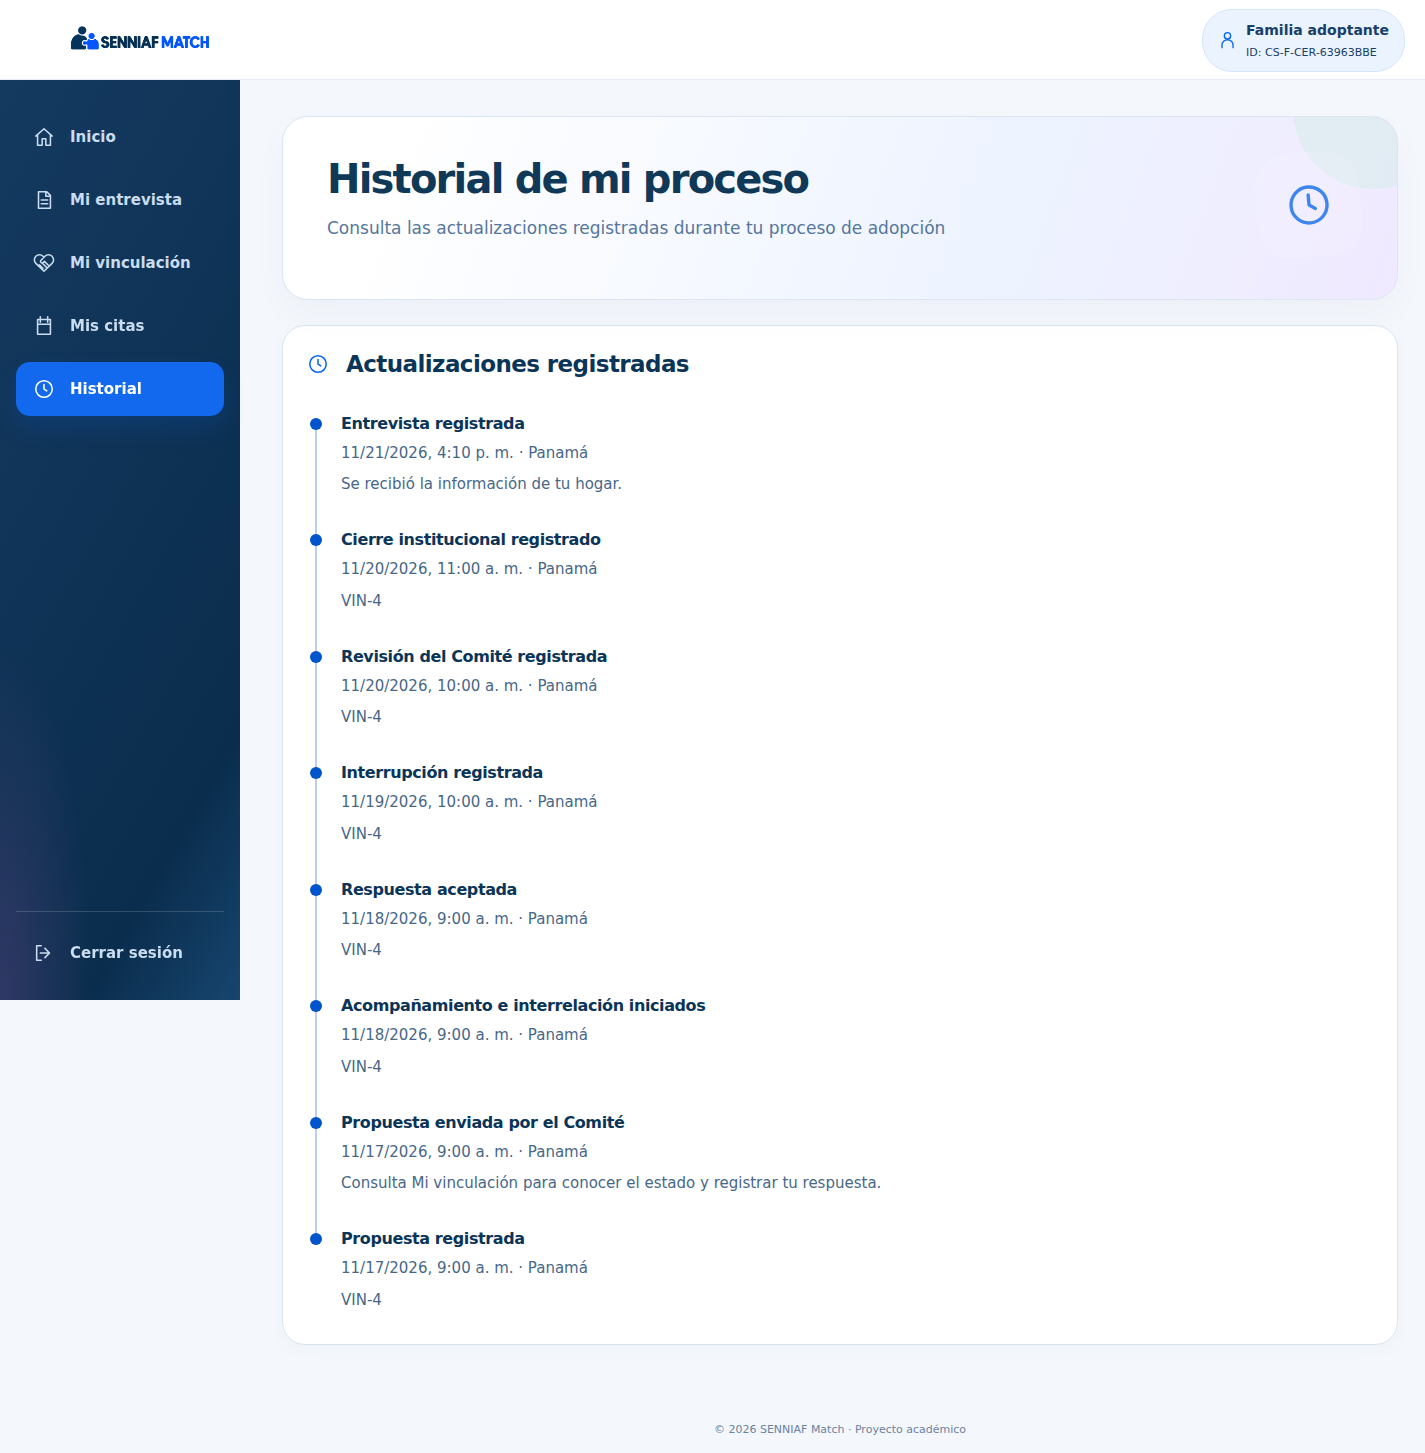 SENNIAF MATCH
Familia adoptante
ID: CS-F-CER-63963BBE
Inicio
Mi entrevista
Mi vinculación
Mis citas
Historial
Cerrar sesión
Historial de mi proceso
Consulta las actualizaciones registradas durante tu proceso de adopción
Actualizaciones registradas
Entrevista registrada
11/21/2026, 4:10 p. m. · Panamá
Se recibió la información de tu hogar.
Cierre institucional registrado
11/20/2026, 11:00 a. m. · Panamá
VIN-4
Revisión del Comité registrada
11/20/2026, 10:00 a. m. · Panamá
VIN-4
Interrupción registrada
11/19/2026, 10:00 a. m. · Panamá
VIN-4
Respuesta aceptada
11/18/2026, 9:00 a. m. · Panamá
VIN-4
Acompañamiento e interrelación iniciados
11/18/2026, 9:00 a. m. · Panamá
VIN-4
Propuesta enviada por el Comité
11/17/2026, 9:00 a. m. · Panamá
Consulta Mi vinculación para conocer el estado y registrar tu respuesta.
Propuesta registrada
11/17/2026, 9:00 a. m. · Panamá
VIN-4
© 2026 SENNIAF Match · Proyecto académico